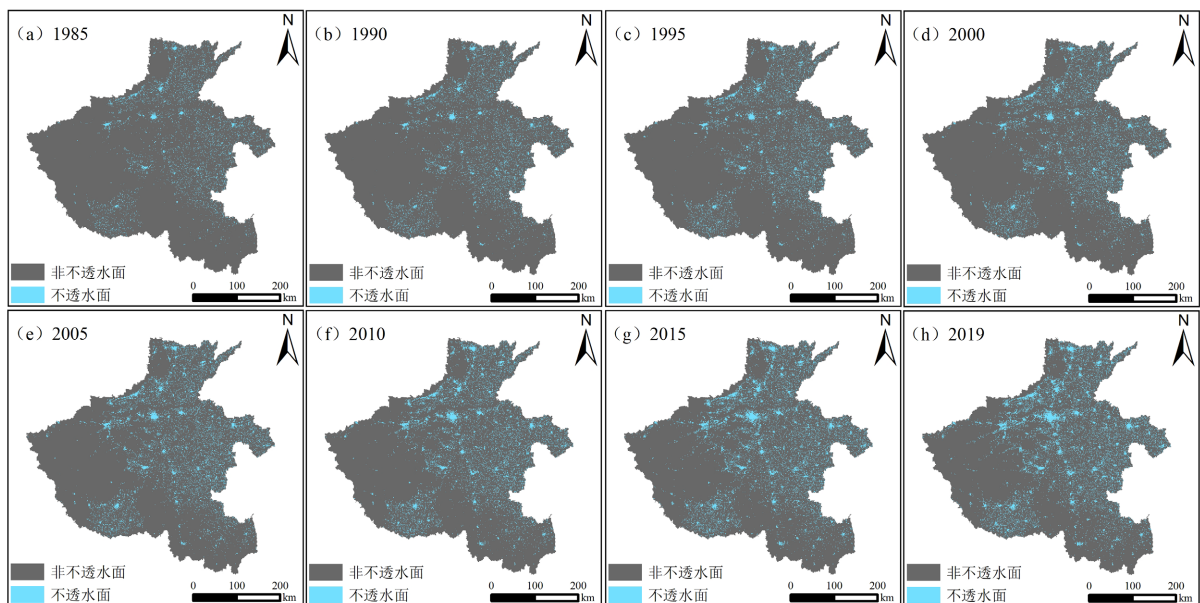 （a）1985
N
非不透水面
不透水面
0 100 200
km
（b）1990
N
非不透水面
不透水面
0 100 200
km
（c）1995
N
非不透水面
不透水面
0 100 200
km
（d）2000
N
非不透水面
不透水面
0 100 200
km
（e）2005
N
非不透水面
不透水面
0 100 200
km
（f）2010
N
非不透水面
不透水面
0 100 200
km
（g）2015
N
非不透水面
不透水面
0 100 200
km
（h）2019
N
非不透水面
不透水面
0 100 200
km